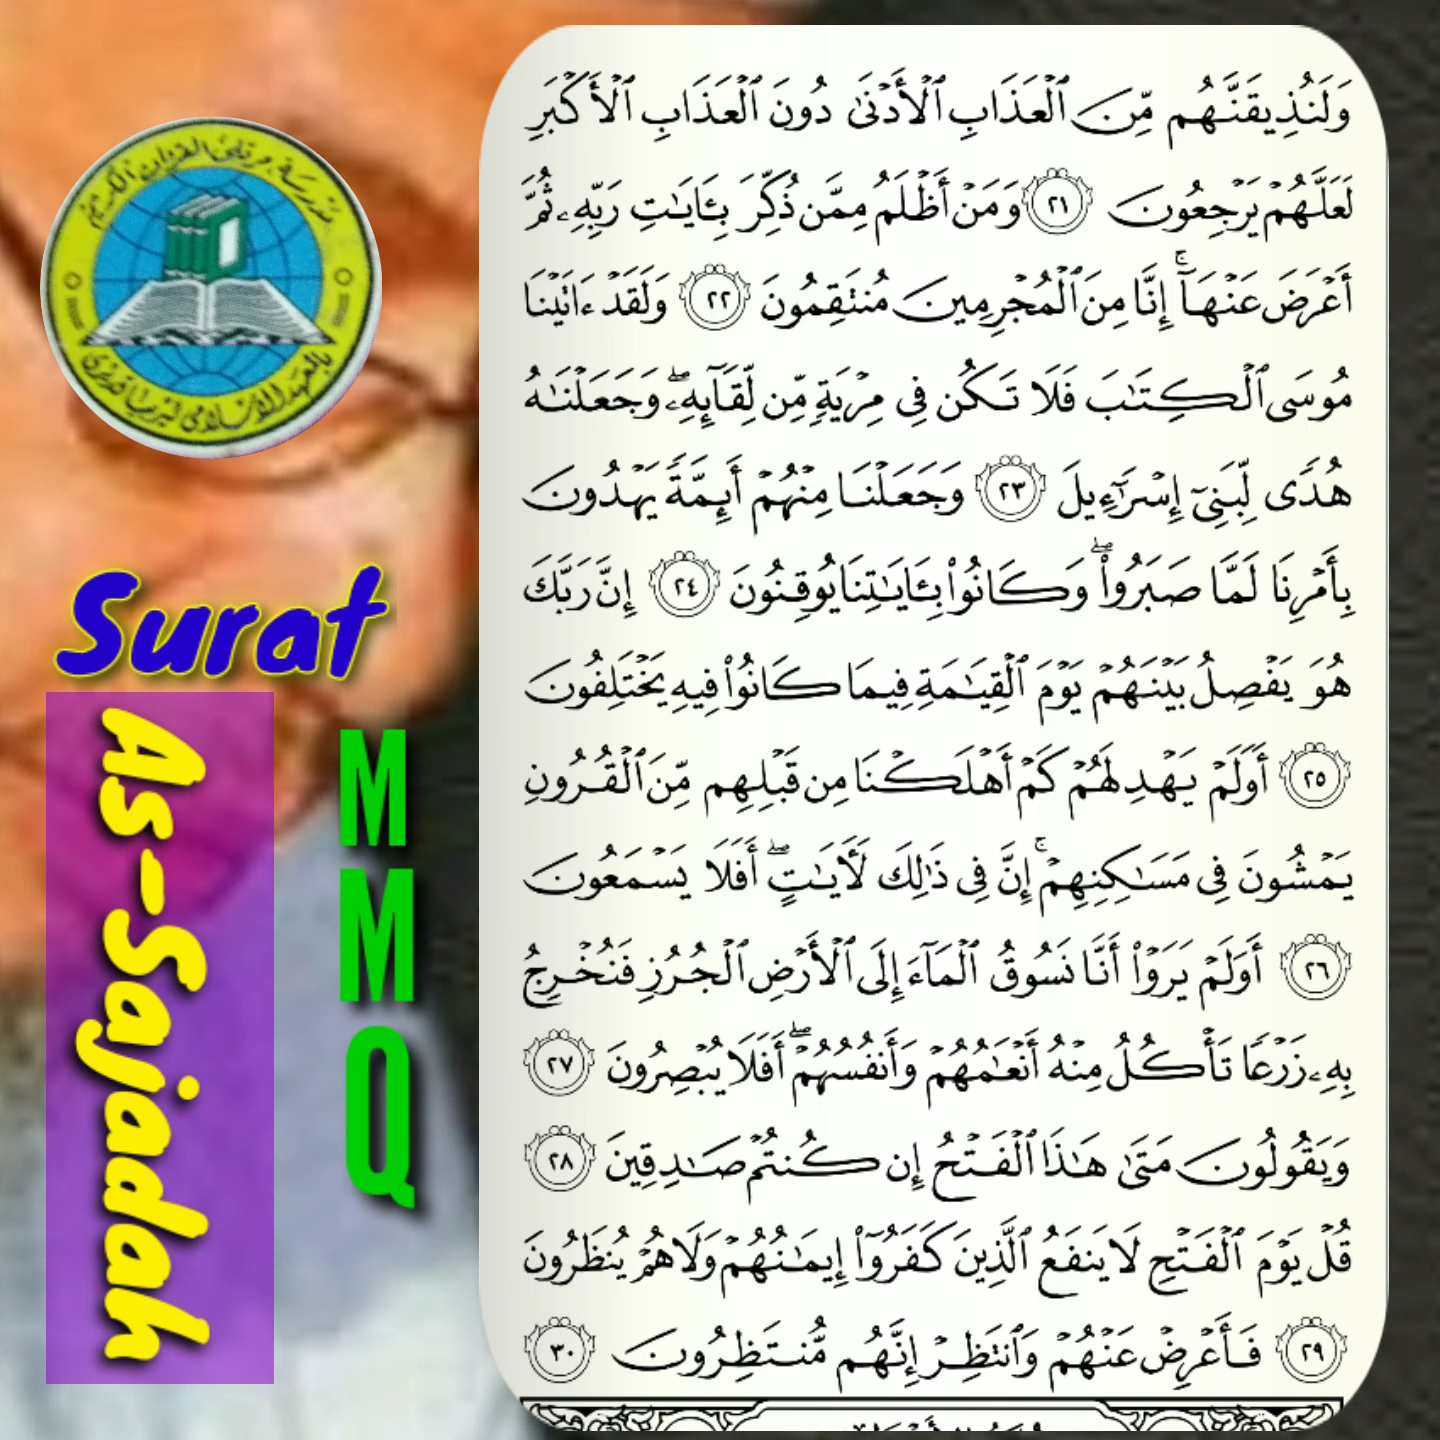 Surat
As-Sajadah
M
M
Q
وَلَنُذِيقَنَّهُم مِّنَ ٱلْعَذَابِ ٱلْأَدْنَىٰ دُونَ ٱلْعَذَابِ ٱلْأَكْبَرِ
لَعَلَّهُمْ يَرْجِعُونَ ٢١ وَمَنْ أَظْلَمُ مِمَّن ذُكِّرَ بِـَٔايَـٰتِ رَبِّهِۦ ثُمَّ
أَعْرَضَ عَنْهَآ ۚ إِنَّا مِنَ ٱلْمُجْرِمِينَ مُنتَقِمُونَ ٢٢ وَلَقَدْ ءَاتَيْنَا
مُوسَى ٱلْكِتَـٰبَ فَلَا تَكُن فِى مِرْيَةٍ مِّن لِّقَآئِهِۦ ۖ وَجَعَلْنَـٰهُ
هُدًى لِّبَنِىٓ إِسْرَٰٓءِيلَ ٢٣ وَجَعَلْنَا مِنْهُمْ أَئِمَّةً يَهْدُونَ
بِأَمْرِنَا لَمَّا صَبَرُوا۟ ۖ وَكَانُوا۟ بِـَٔايَـٰتِنَا يُوقِنُونَ ٢٤ إِنَّ رَبَّكَ
هُوَ يَفْصِلُ بَيْنَهُمْ يَوْمَ ٱلْقِيَـٰمَةِ فِيمَا كَانُوا۟ فِيهِ يَخْتَلِفُونَ
٢٥ أَوَلَمْ يَهْدِ لَهُمْ كَمْ أَهْلَكْنَا مِن قَبْلِهِم مِّنَ ٱلْقُرُونِ
يَمْشُونَ فِى مَسَـٰكِنِهِمْ ۚ إِنَّ فِى ذَٰلِكَ لَـَٔايَـٰتٍ ۖ أَفَلَا يَسْمَعُونَ
٢٦ أَوَلَمْ يَرَوْا۟ أَنَّا نَسُوقُ ٱلْمَآءَ إِلَى ٱلْأَرْضِ ٱلْجُرُزِ فَنُخْرِجُ
بِهِۦ زَرْعًا تَأْكُلُ مِنْهُ أَنْعَـٰمُهُمْ وَأَنفُسُهُمْ ۖ أَفَلَا يُبْصِرُونَ ٢٧
وَيَقُولُونَ مَتَىٰ هَـٰذَا ٱلْفَتْحُ إِن كُنتُمْ صَـٰدِقِينَ ٢٨
قُلْ يَوْمَ ٱلْفَتْحِ لَا يَنفَعُ ٱلَّذِينَ كَفَرُوٓا۟ إِيمَـٰنُهُمْ وَلَا هُمْ يُنظَرُونَ
٢٩ فَأَعْرِضْ عَنْهُمْ وَٱنتَظِرْ إِنَّهُم مُّنتَظِرُونَ ٣٠